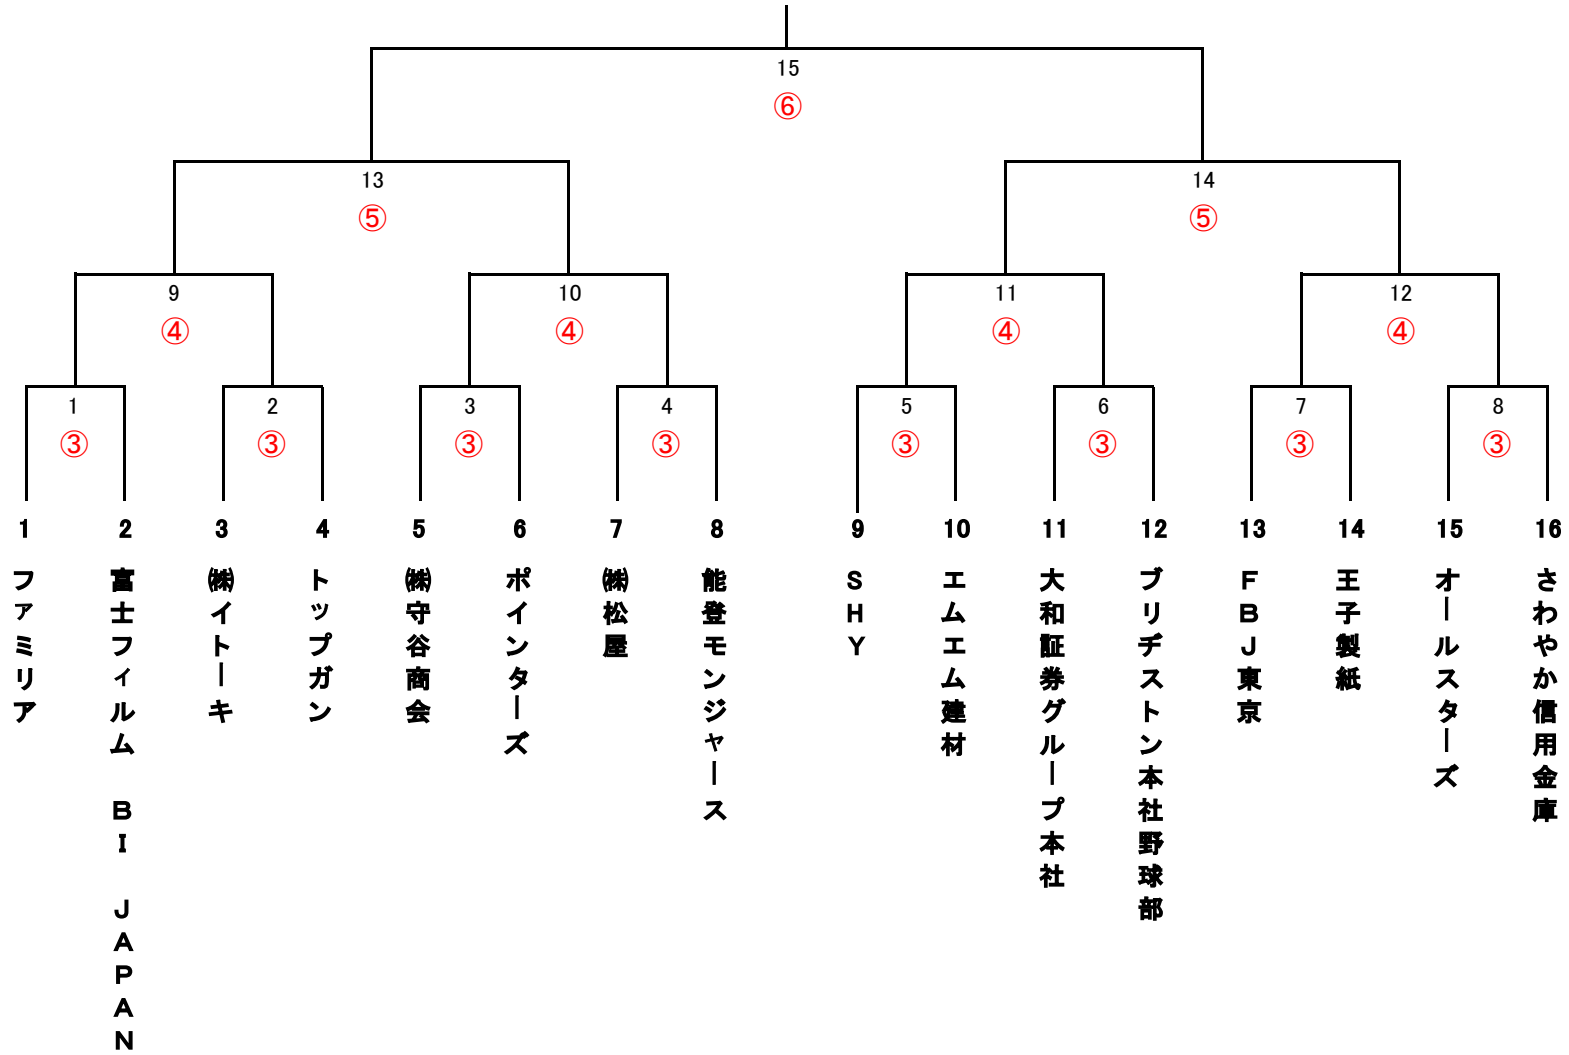 15
⑥
13
14
⑤
⑤
9
10
11
12
④
④
④
④
1
2
3
4
5
6
7
8
③
③
③
③
③
③
③
③
1
2
3
4
5
6
7
8
9
10
11
12
13
14
15
16
ファミリア
富士フィルム BI JAPAN
㈱イトーキ
トップガン
㈱守谷商会
ポインターズ
㈱松屋
能登モンジャース
SHY
エムエム建材
大和証券グループ本社
ブリヂストン本社野球部
FBJ東京
王子製紙
オールスターズ
さわやか信用金庫